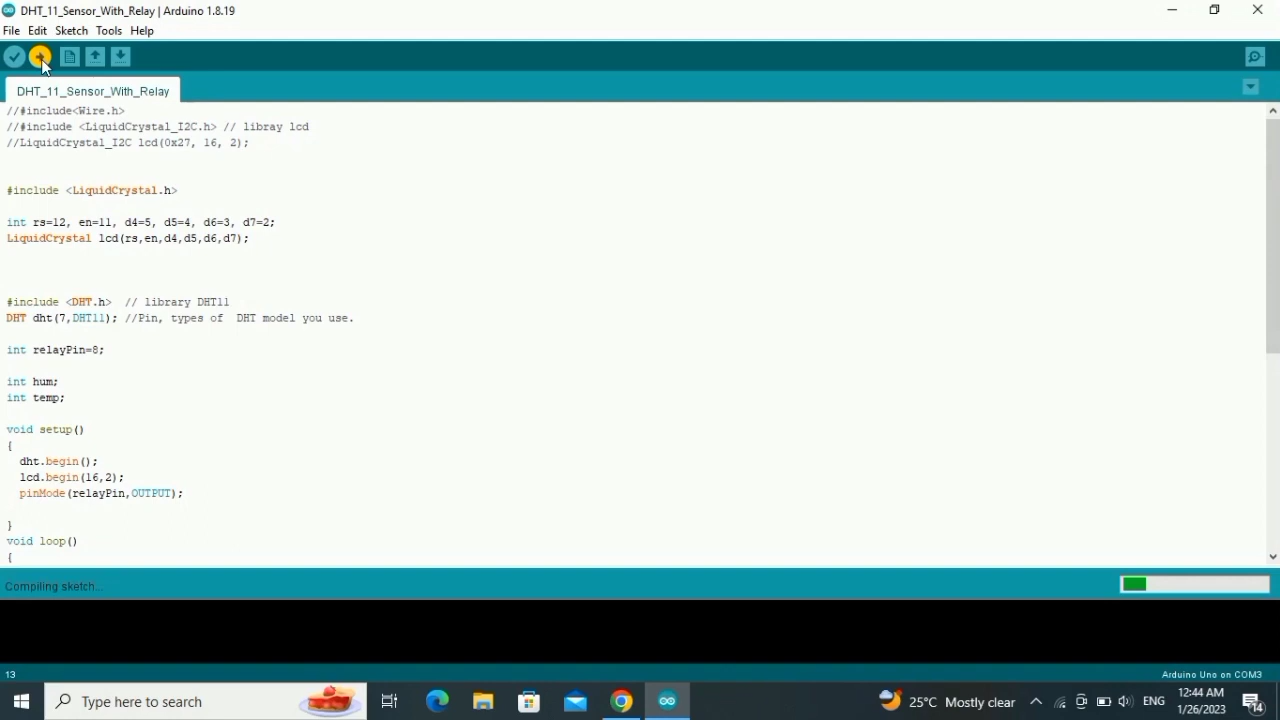 DHT_11_Sensor_With_Relay | Arduino 1.8.19
File Edit Sketch Tools Help
DHT_11_Sensor_With_Relay
//#include<Wire.h>
//#include <LiquidCrystal_I2C.h> // libray lcd
//LiquidCrystal_I2C lcd(0x27, 16, 2);
#include <LiquidCrystal.h>
int rs=12, en=11, d4=5, d5=4, d6=3, d7=2;
LiquidCrystal lcd(rs,en,d4,d5,d6,d7);
#include <DHT.h>  // library DHT11
DHT dht(7,DHT11); //Pin, types of  DHT model you use.
int relayPin=8;
int hum;
int temp;
void setup()
{
  dht.begin();
  lcd.begin(16,2);
  pinMode(relayPin,OUTPUT);
}
void loop()
{
Compiling sketch...
13
Arduino Uno on COM3
Type here to search
25°C Mostly clear
ENG
12:44 AM
1/26/2023
14